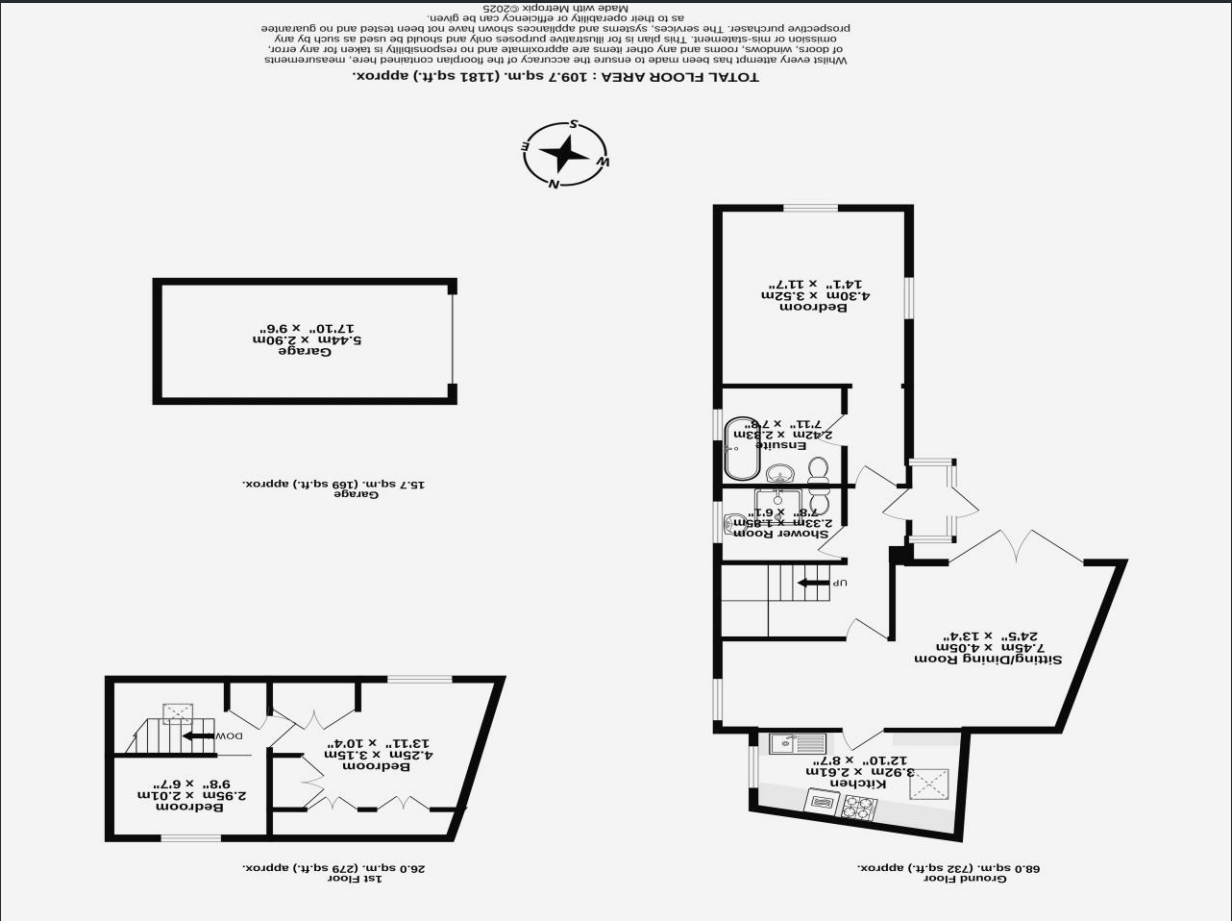 Ground Floor
68.0 sq.m. (732 sq.ft.) approx.
Kitchen
3.92m x 2.61m
12'10" x 8'7"
Sitting/Dining Room
7.45m x 4.05m
24'5" x 13'4"
UP
Shower Room
2.33m x 1.85m
7'8" x 6'1"
Ensuite
2.42m x 2.33m
7'11" x 7'8"
Bedroom
4.30m x 3.52m
14'1" x 11'7"
1st Floor
26.0 sq.m. (279 sq.ft.) approx.
Bedroom
4.25m x 3.15m
13'11" x 10'4"
Bedroom
2.95m x 2.01m
9'8" x 6'7"
DOWN
Garage
15.7 sq.m. (169 sq.ft.) approx.
Garage
5.44m x 2.90m
17'10" x 9'6"
N
W
E
S
TOTAL FLOOR AREA : 109.7 sq.m. (1181 sq.ft.) approx.
Whilst every attempt has been made to ensure the accuracy of the floorplan contained here, measurements
of doors, windows, rooms and any other items are approximate and no responsibility is taken for any error,
omission or mis-statement. This plan is for illustrative purposes only and should be used as such by any
prospective purchaser. The services, systems and appliances shown have not been tested and no guarantee
as to their operability or efficiency can be given.
Made with Metropix ©2025